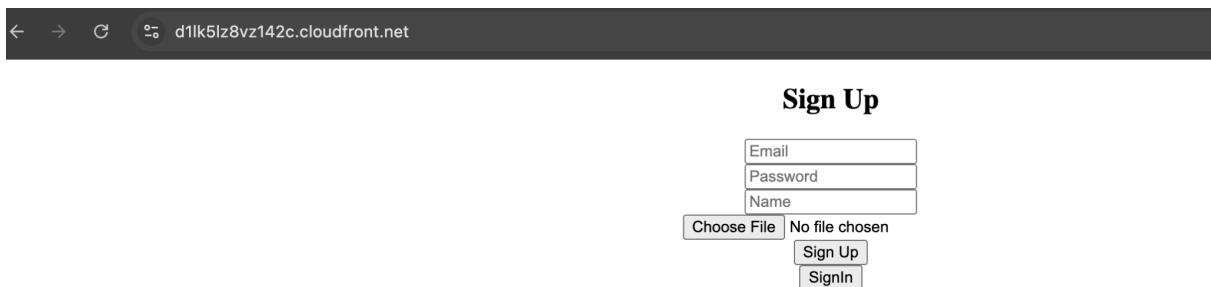 d1lk5lz8vz142c.cloudfront.net
Sign Up
Email
Password
Name
Choose File No file chosen
Sign Up
SignIn